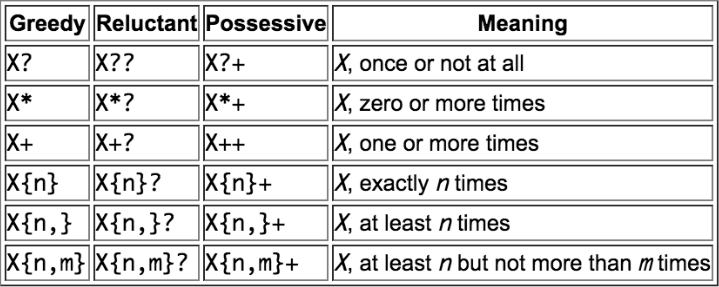 Greedy Reluctant Possessive Meaning
X? X?? X?+ X, once or not at all
X* X*? X*+ X, zero or more times
X+ X+? X++ X, one or more times
X{n} X{n}? X{n}+ X, exactly n times
X{n,} X{n,}? X{n,}+ X, at least n times
X{n,m} X{n,m}? X{n,m}+ X, at least n but not more than m times